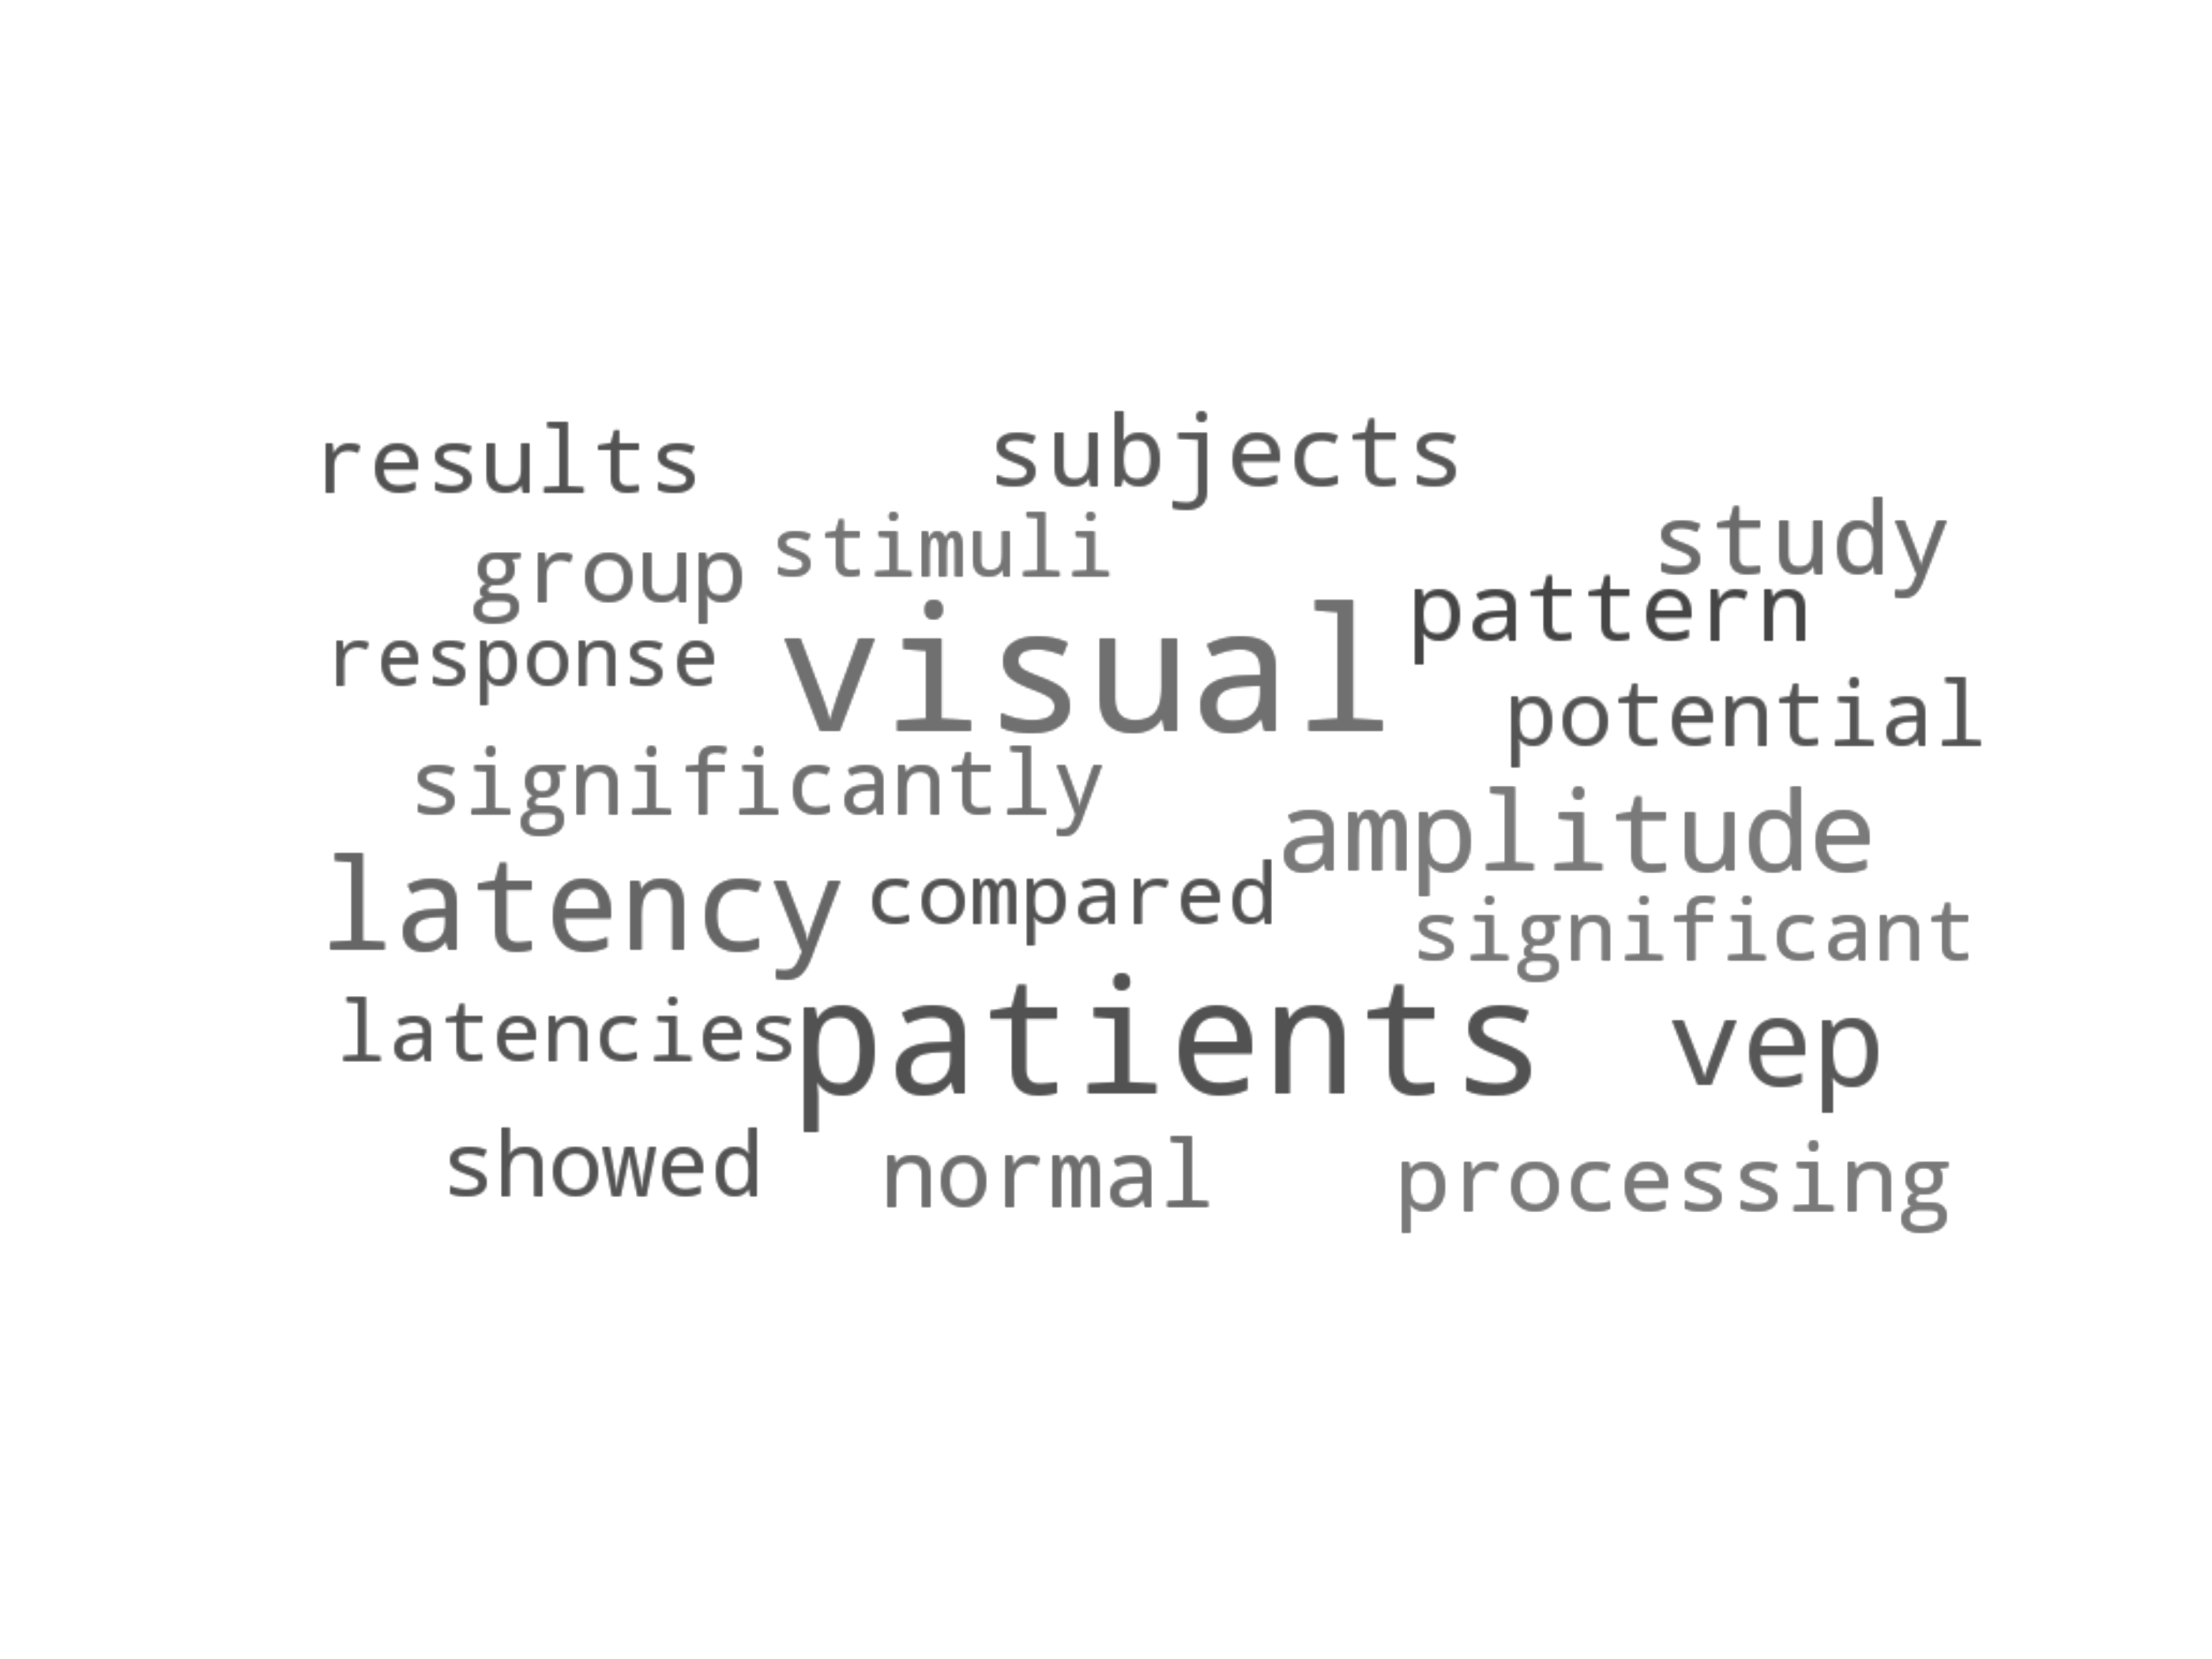 results subjects
stimuli study
group pattern
response visual potential
significantly amplitude
latency compared significant
latencies patients vep
showed normal processing